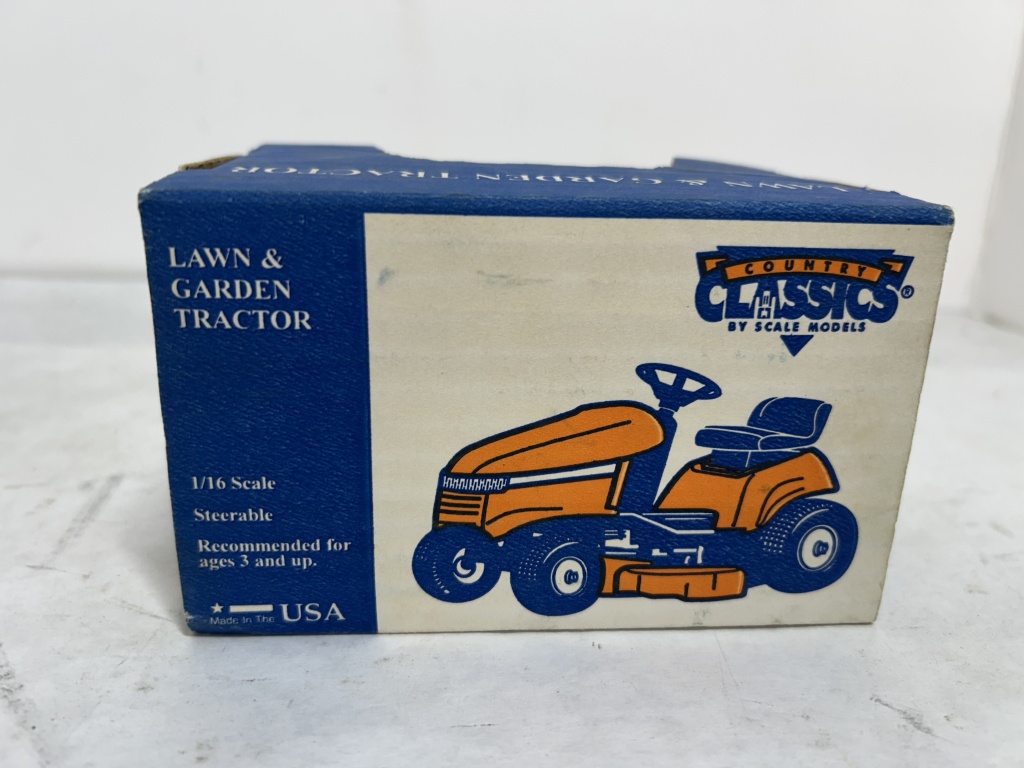 LAWN & GARDEN TRACTOR
LAWN &
GARDEN
TRACTOR
COUNTRY
CLASSICS®
BY SCALE MODELS
1/16 Scale
Steerable
Recommended for
ages 3 and up.
Made In The USA